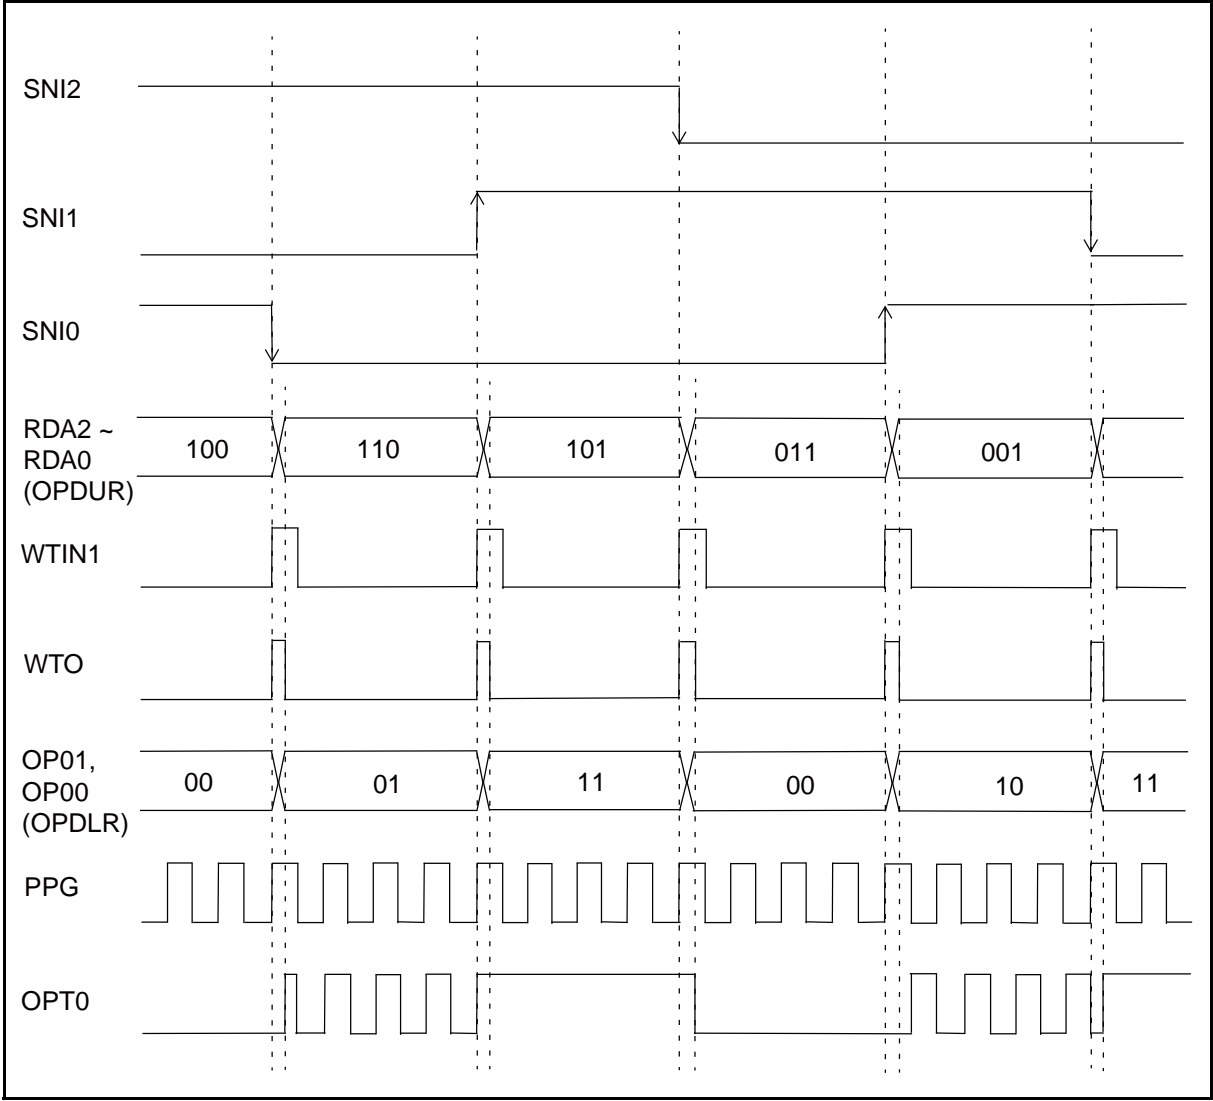 SNI2
SNI1
SNI0
RDA2 ~
RDA0
(OPDUR)
100 110 101 011 001
WTIN1
WTO
OP01,
OP00
(OPDLR)
00 01 11 00 10 11
PPG
OPT0